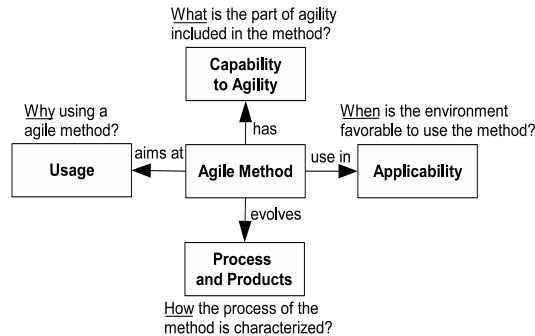 What is the part of agility
included in the method?
Capability
to Agility
Why using a
agile method?
has
When is the environment
favorable to use the method?
Usage
aims at
Agile Method
use in
Applicability
evolves
Process
and Products
How the process of the
method is characterized?